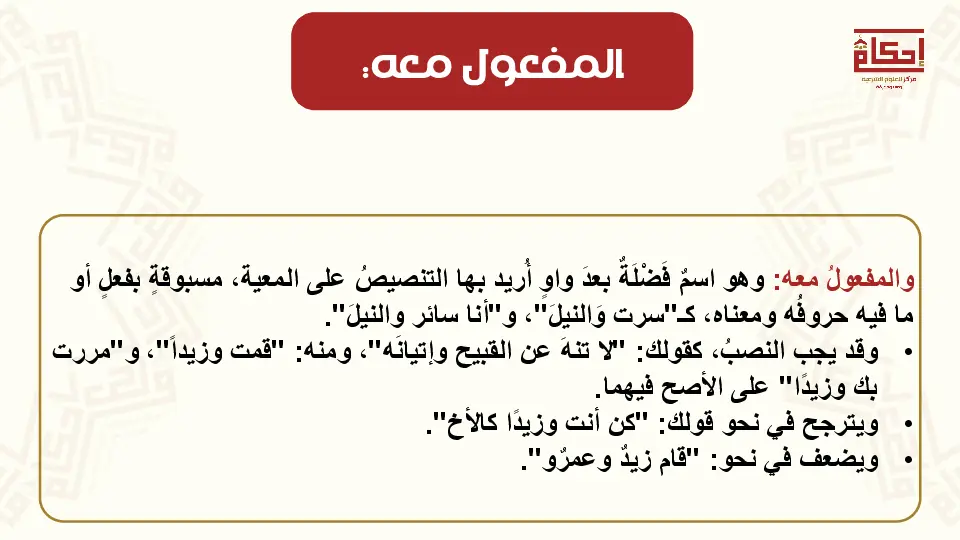 المفعول معه:
إحكام
مركز للعلوم الشرعية
والمفعولُ معه: وهو اسمٌ فَضْلَةٌ بعدَ واوٍ أُريد بها التنصيصُ على المعية، مسبوقةٍ بفعلٍ أو
ما فيه حروفُه ومعناه، كـ"سرت وَالنيلَ"، و"أنا سائر والنيلَ".
• وقد يجب النصبُ، كقولك: "لا تنهَ عن القبيح وإتيانَه"، ومنه: "قمت وزيداً"، و"مررت
بك وزيدًا" على الأصح فيهما.
• ويترجح في نحو قولك: "كن أنت وزيدًا كالأخ".
• ويضعف في نحو: "قام زيدٌ وعمرٌو".